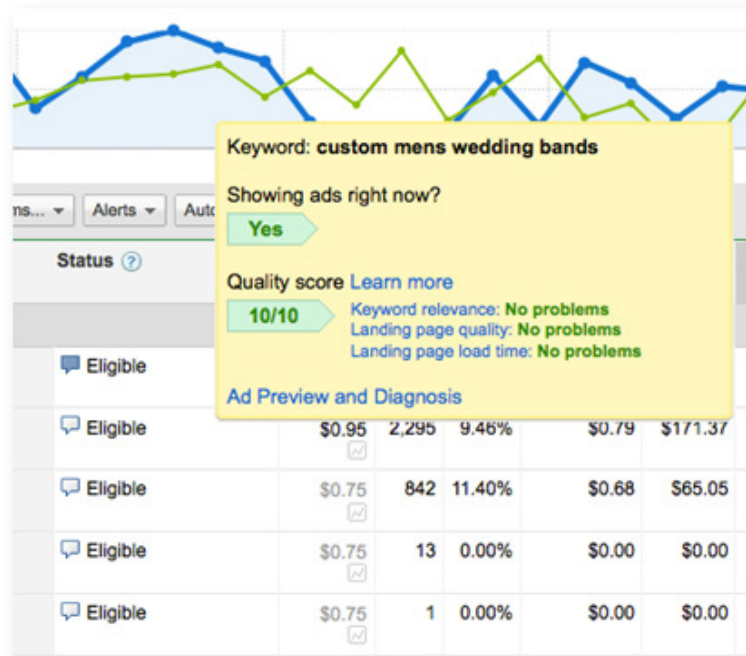 Keyword: custom mens wedding bands
Showing ads right now?
Yes
Quality score Learn more
10/10
Keyword relevance: No problems
Landing page quality: No problems
Landing page load time: No problems
Ad Preview and Diagnosis
ms... Alerts Auto
Status ?
Eligible
Eligible $0.95 2,295 9.46% $0.79 $171.37
Eligible $0.75 842 11.40% $0.68 $65.05
Eligible $0.75 13 0.00% $0.00 $0.00
Eligible $0.75 1 0.00% $0.00 $0.00